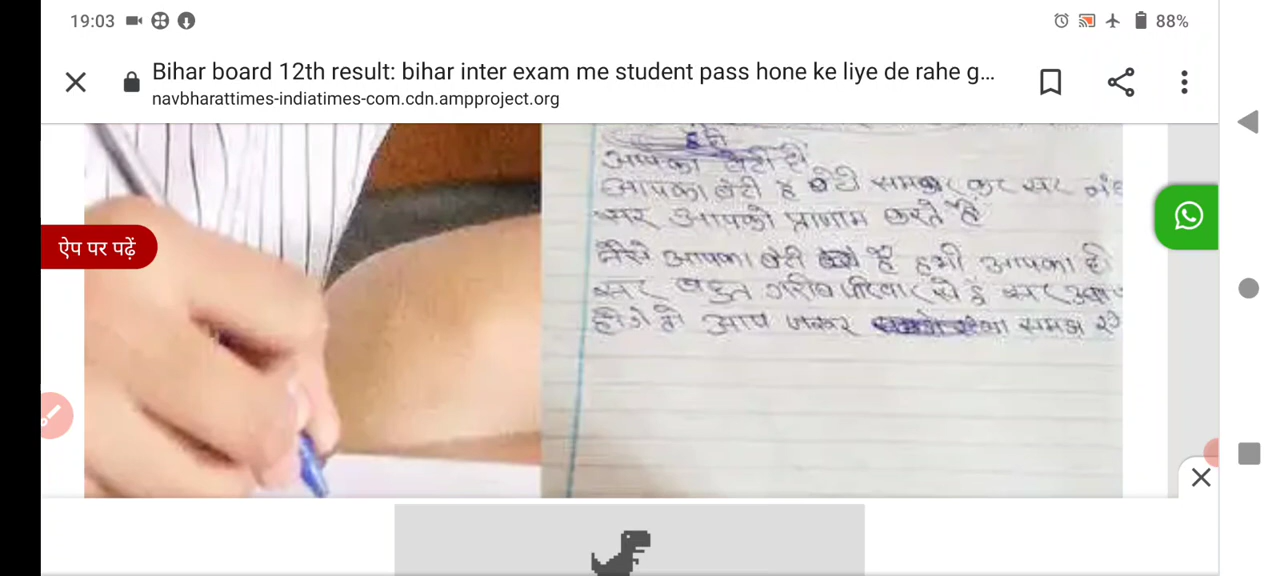 19:03
88%
Bihar board 12th result: bihar inter exam me student pass hone ke liye de rahe g...
navbharattimes-indiatimes-com.cdn.ampproject.org
ऐप पर पढ़ें
आपका बेटी है
आपका बेटी है बेटी समझकर सर
सर आपको प्राणाम करते हैं
जैसे आपका बेटी है हमी आपका ही
सर बहुत गरीब परिवार से है सर
होंगे तो आप जरूर समझ